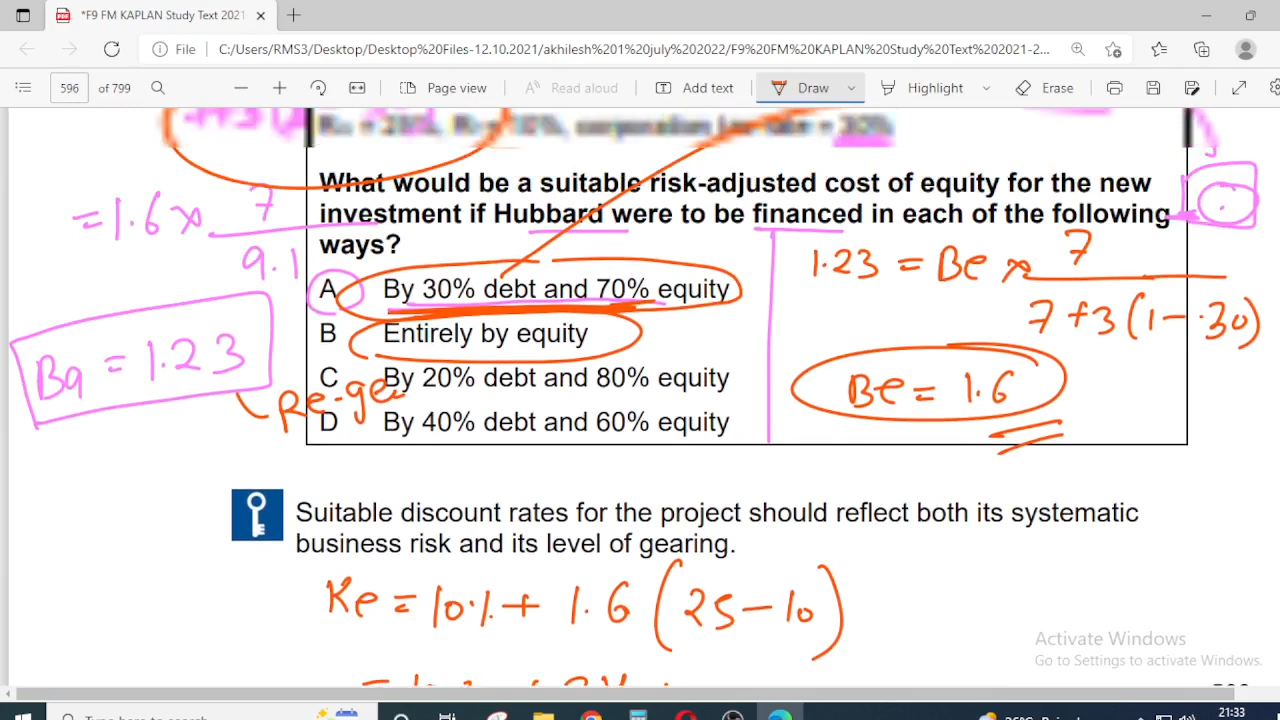 *F9 FM KAPLAN Study Text 2021
File C:/Users/RMS3/Desktop/Desktop%20Files-12.10.2021/akhilesh%201%20july%202022/F9%20FM%20KAPLAN%20Study%20Text%202021-2...
596 of 799 Page view Read aloud Add text Draw Highlight Erase
What would be a suitable risk-adjusted cost of equity for the new
investment if Hubbard were to be financed in each of the following
ways?
= 1.6 × 7
9.1
A By 30% debt and 70% equity
B Entirely by equity
C By 20% debt and 80% equity
D By 40% debt and 60% equity
Ba = 1.23
Re-ge
1.23 = Be × 7
7 + 3 (1 - .30)
Be = 1.6
Suitable discount rates for the project should reflect both its systematic
business risk and its level of gearing.
Ke = 10% + 1.6 (25 - 10)
Activate Windows
Go to Settings to activate Windows.
Type here to search
21:33